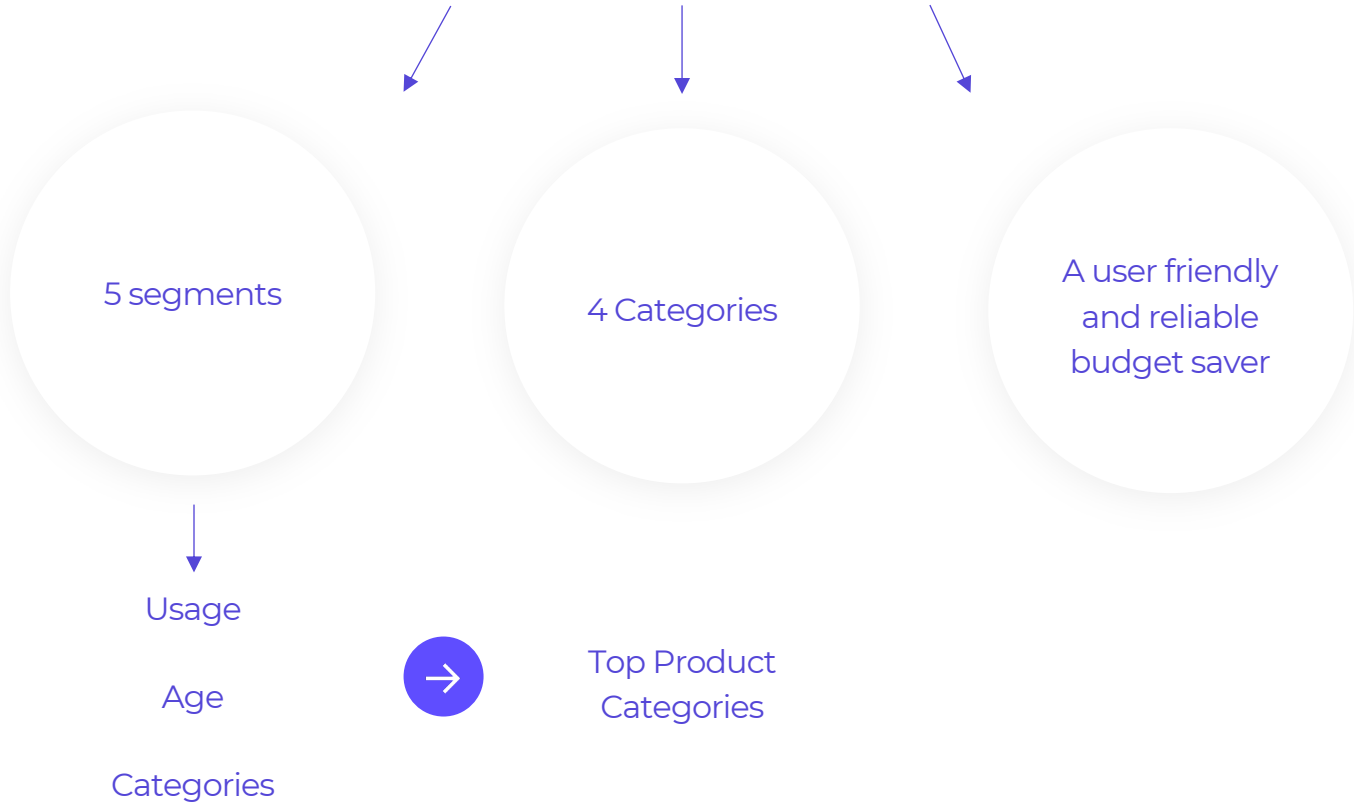 5 segments
4 Categories
A user friendly
and reliable
budget saver
Usage
Age
Categories
Top Product
Categories